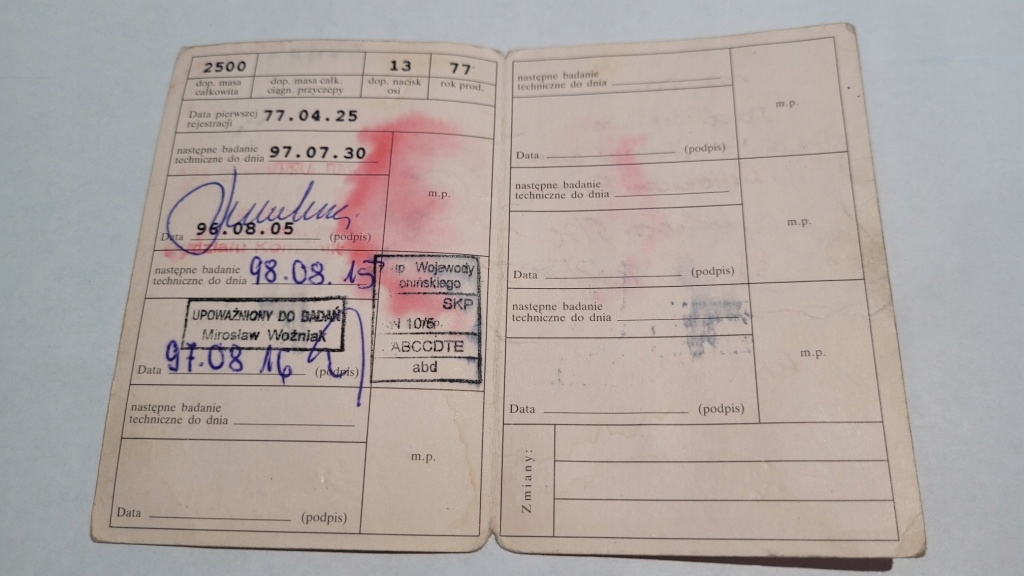 2500 13 77
dop. masa całkowita
dop. masa całk. ciągn. przyczepy
dop. nacisk osi
rok prod.
Data pierwszej
rejestracji 77.04.25
następne badanie
techniczne do dnia 97.07.30
m.p.
Data 96.08.05 (podpis)
następne badanie
techniczne do dnia 98.08.15
Wojewody
SKP
10/5
ABCCDTE
abd
UPOWAŻNIONY DO BADAŃ
Mirosław Woźniak
Data 97.08 16 (podpis)
następne badanie
techniczne do dnia
m.p.
Data (podpis)
następne badanie
techniczne do dnia
m.p.
Data (podpis)
następne badanie
techniczne do dnia
m.p.
Data (podpis)
następne badanie
techniczne do dnia
m.p.
Data (podpis)
Zmiany: